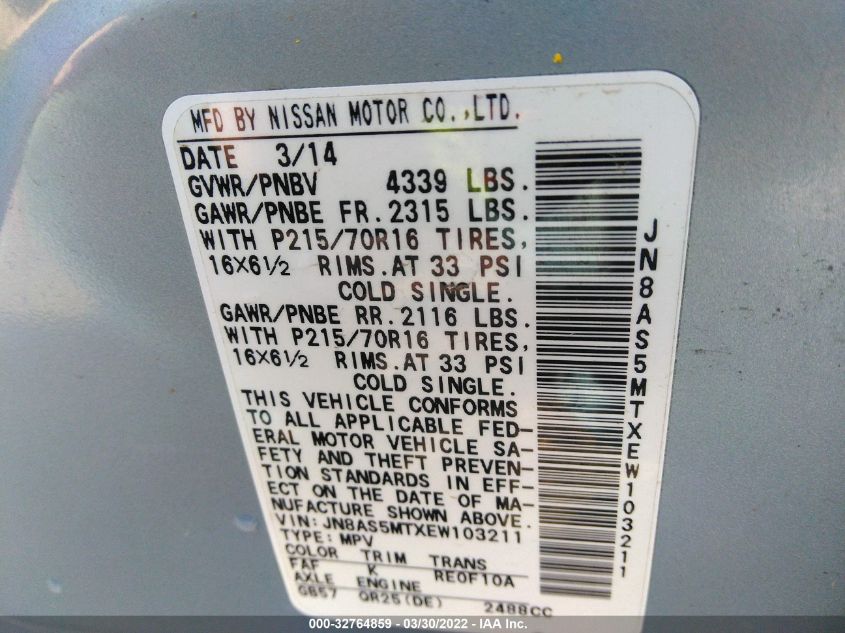 MFD BY NISSAN MOTOR CO.,LTD.
DATE 3/14
GVWR/PNBV 4339 LBS.
GAWR/PNBE FR. 2315 LBS.
WITH P215/70R16 TIRES,
16X6½ RIMS. AT 33 PSI
COLD SINGLE.
GAWR/PNBE RR. 2116 LBS.
WITH P215/70R16 TIRES,
16X6½ RIMS. AT 33 PSI
COLD SINGLE.
THIS VEHICLE CONFORMS
TO ALL APPLICABLE FED-
ERAL MOTOR VEHICLE SA-
FETY AND THEFT PREVEN-
TION STANDARDS IN EFF-
ECT ON THE DATE OF MA-
NUFACTURE SHOWN ABOVE.
VIN: JN8AS5MTXEW103211
TYPE: MPV
COLOR TRIM TRANS
FAF K RE0F10A
AXLE ENGINE
GB57 QR25(DE) 2488CC
JN8AS5MTXEW103211
000-32764859 — 03/30/2022 — IAA Inc.